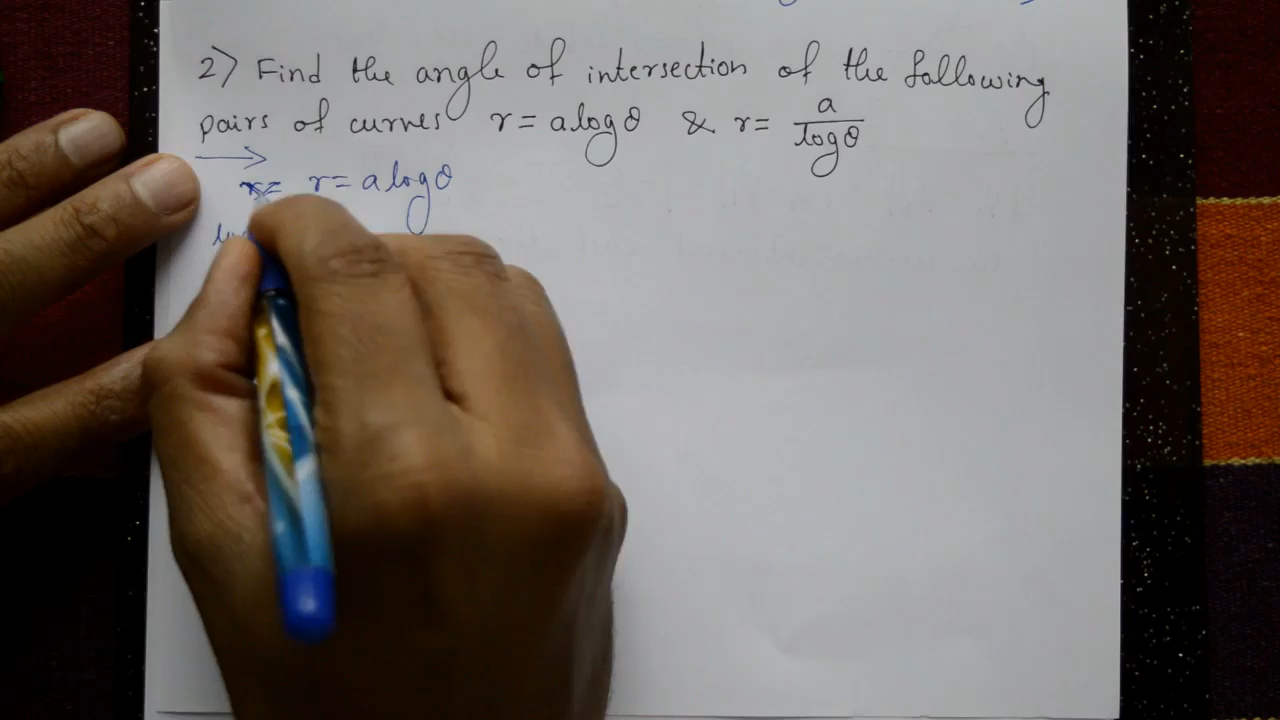 2) Find the angle of intersection of the following
pairs of curves r = a log θ & r = a / log θ
r = a log θ